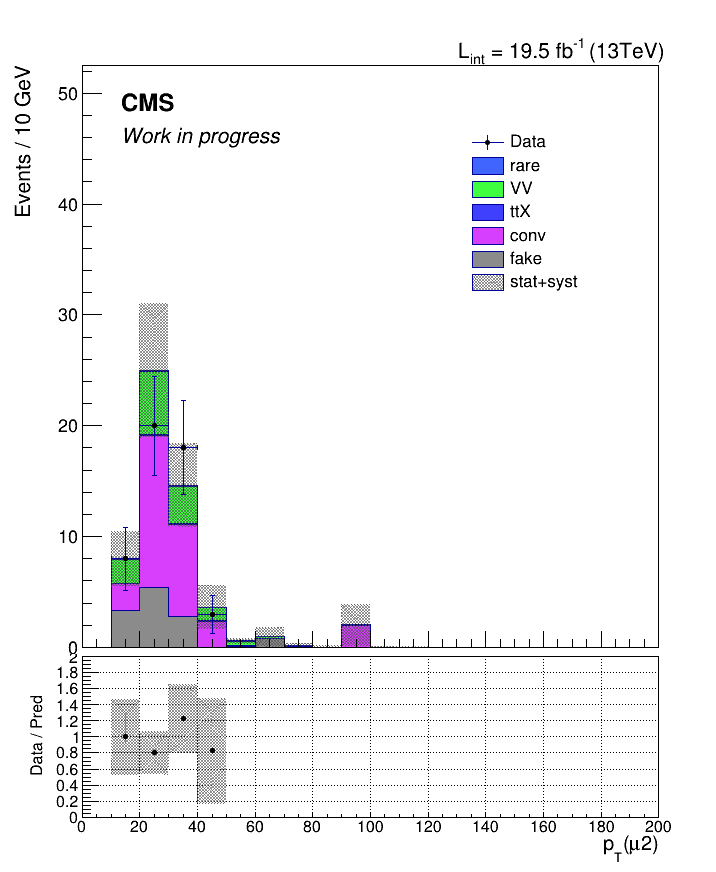 L_int = 19.5 fb^-1 (13TeV)
Events / 10 GeV
CMS
Work in progress
Data
rare
VV
ttX
conv
fake
stat+syst
50
40
30
20
10
0
Data / Pred
2
1.8
1.6
1.4
1.2
1
0.8
0.6
0.4
0.2
0
0 20 40 60 80 100 120 140 160 180 200
p_T(μ2)